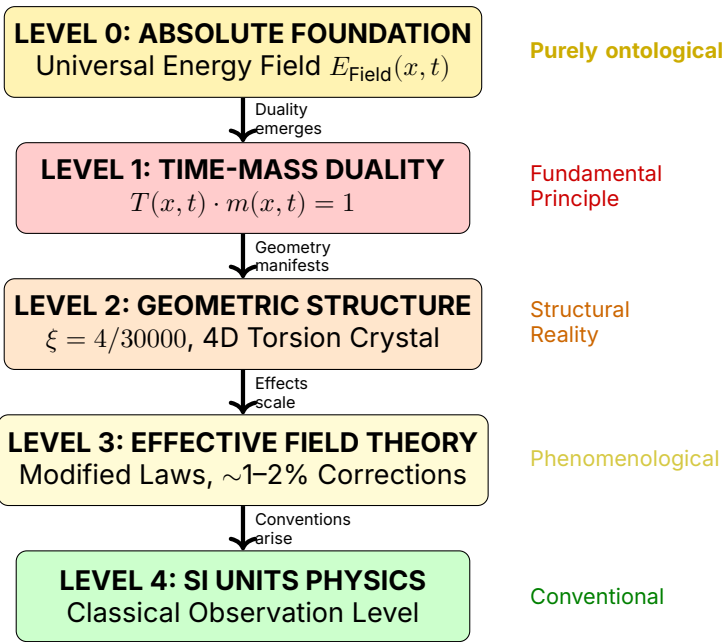 LEVEL 0: ABSOLUTE FOUNDATION
Universal Energy Field E_Field(x, t)
Purely ontological
Duality
emerges
LEVEL 1: TIME-MASS DUALITY
T(x, t) · m(x, t) = 1
Fundamental
Principle
Geometry
manifests
LEVEL 2: GEOMETRIC STRUCTURE
ξ = 4/30000, 4D Torsion Crystal
Structural
Reality
Effects
scale
LEVEL 3: EFFECTIVE FIELD THEORY
Modified Laws, ~1–2% Corrections
Phenomenological
Conventions
arise
LEVEL 4: SI UNITS PHYSICS
Classical Observation Level
Conventional